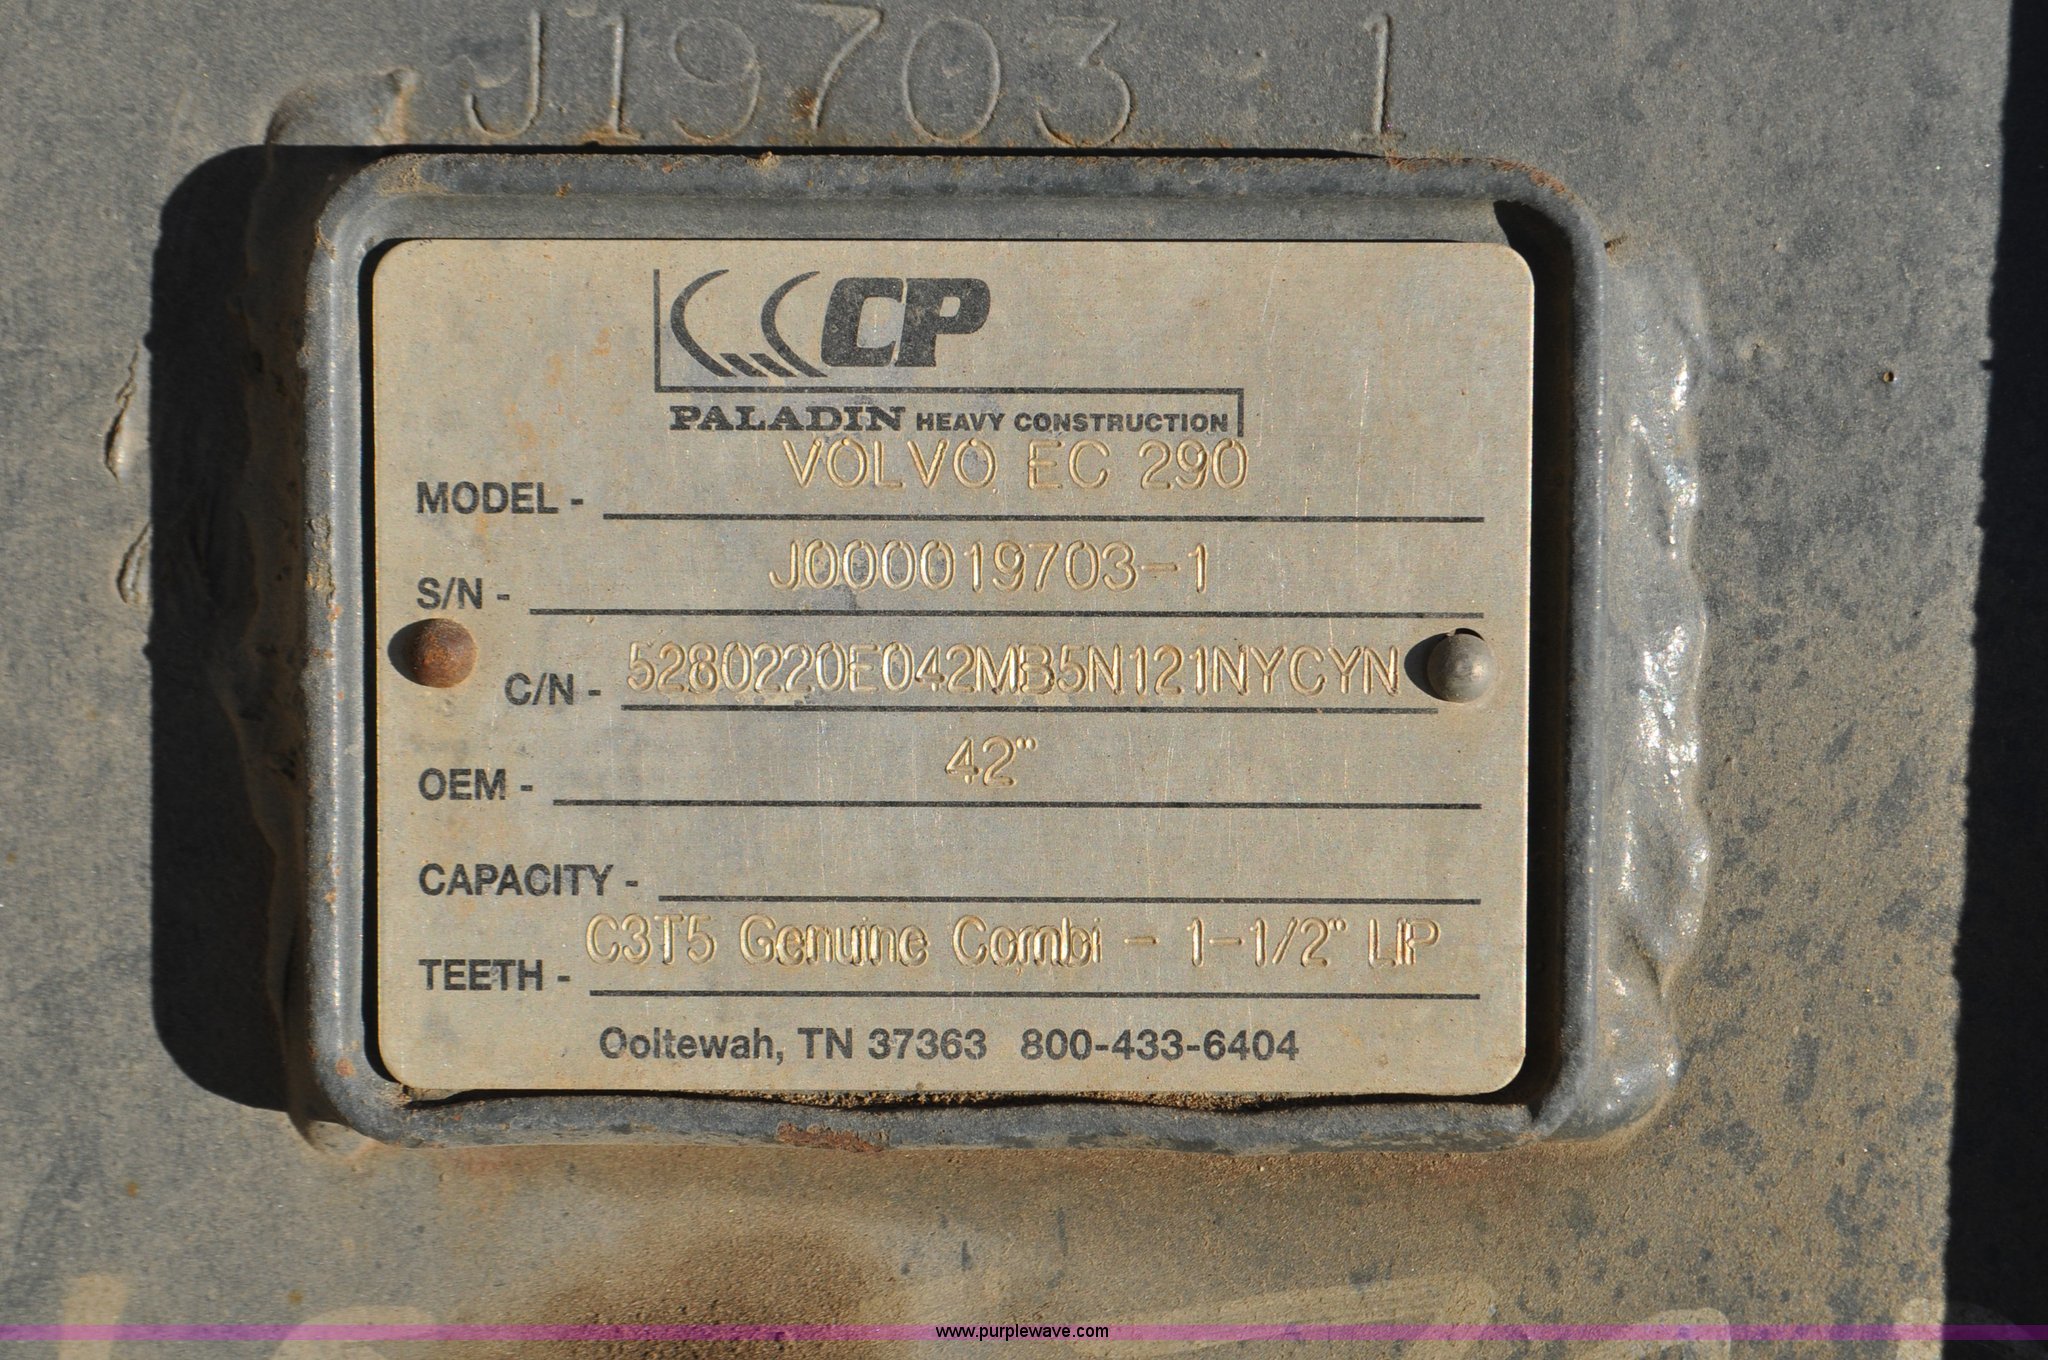 J19703-1
CP
PALADIN HEAVY CONSTRUCTION
MODEL - VOLVO EC 290
S/N - J000019703-1
C/N - 5280220E042MB5N121NYCYN
OEM - 42"
CAPACITY -
TEETH - C3T5 Genuine Combi - 1-1/2" LIP
Ooltewah, TN 37363 800-433-6404
www.purplewave.com